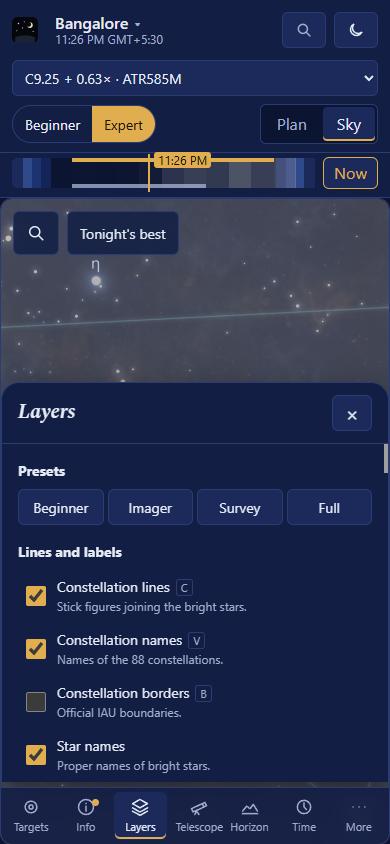 Bangalore
11:26 PM GMT+5:30
C9.25 + 0.63× · ATR585M
Beginner Expert
Plan Sky
11:26 PM
Now
Tonight's best
η
Layers
×
Presets
Beginner Imager Survey Full
Lines and labels
Constellation lines C
Stick figures joining the bright stars.
Constellation names V
Names of the 88 constellations.
Constellation borders B
Official IAU boundaries.
Star names
Proper names of bright stars.
Targets Info Layers Telescope Horizon Time More